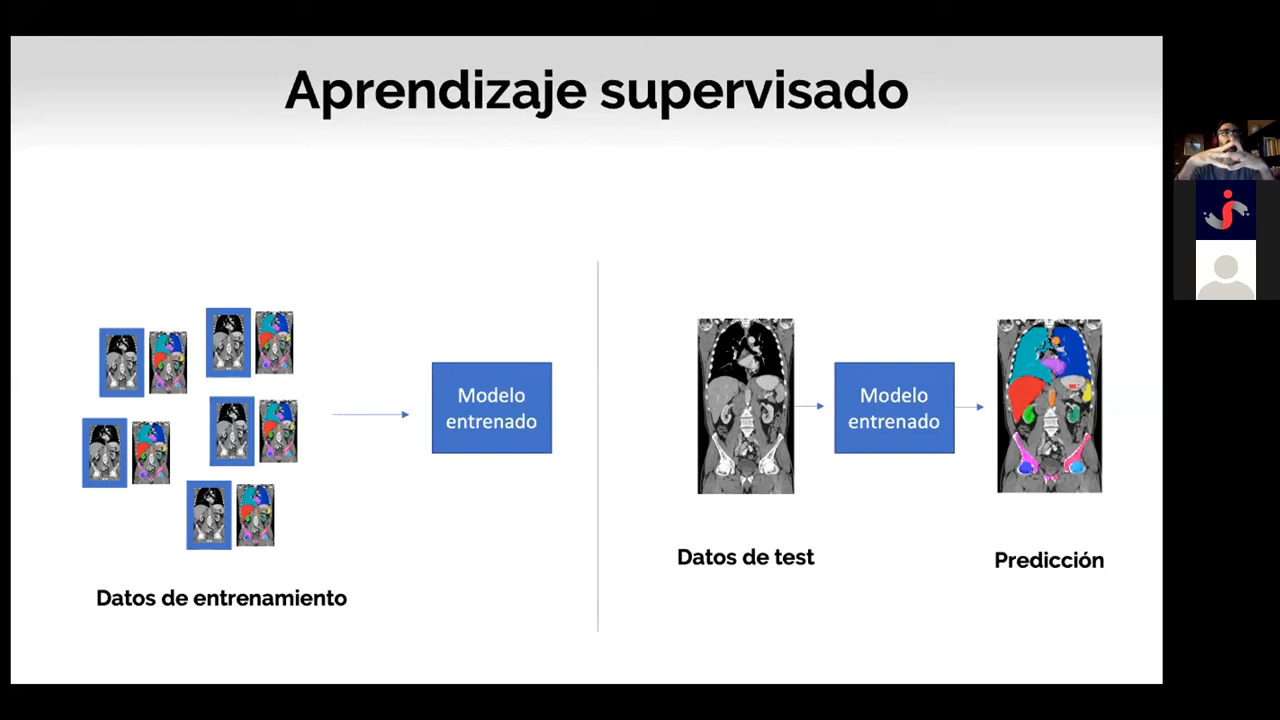 Aprendizaje supervisado
Modelo
entrenado
Datos de entrenamiento
Modelo
entrenado
Datos de test
Predicción